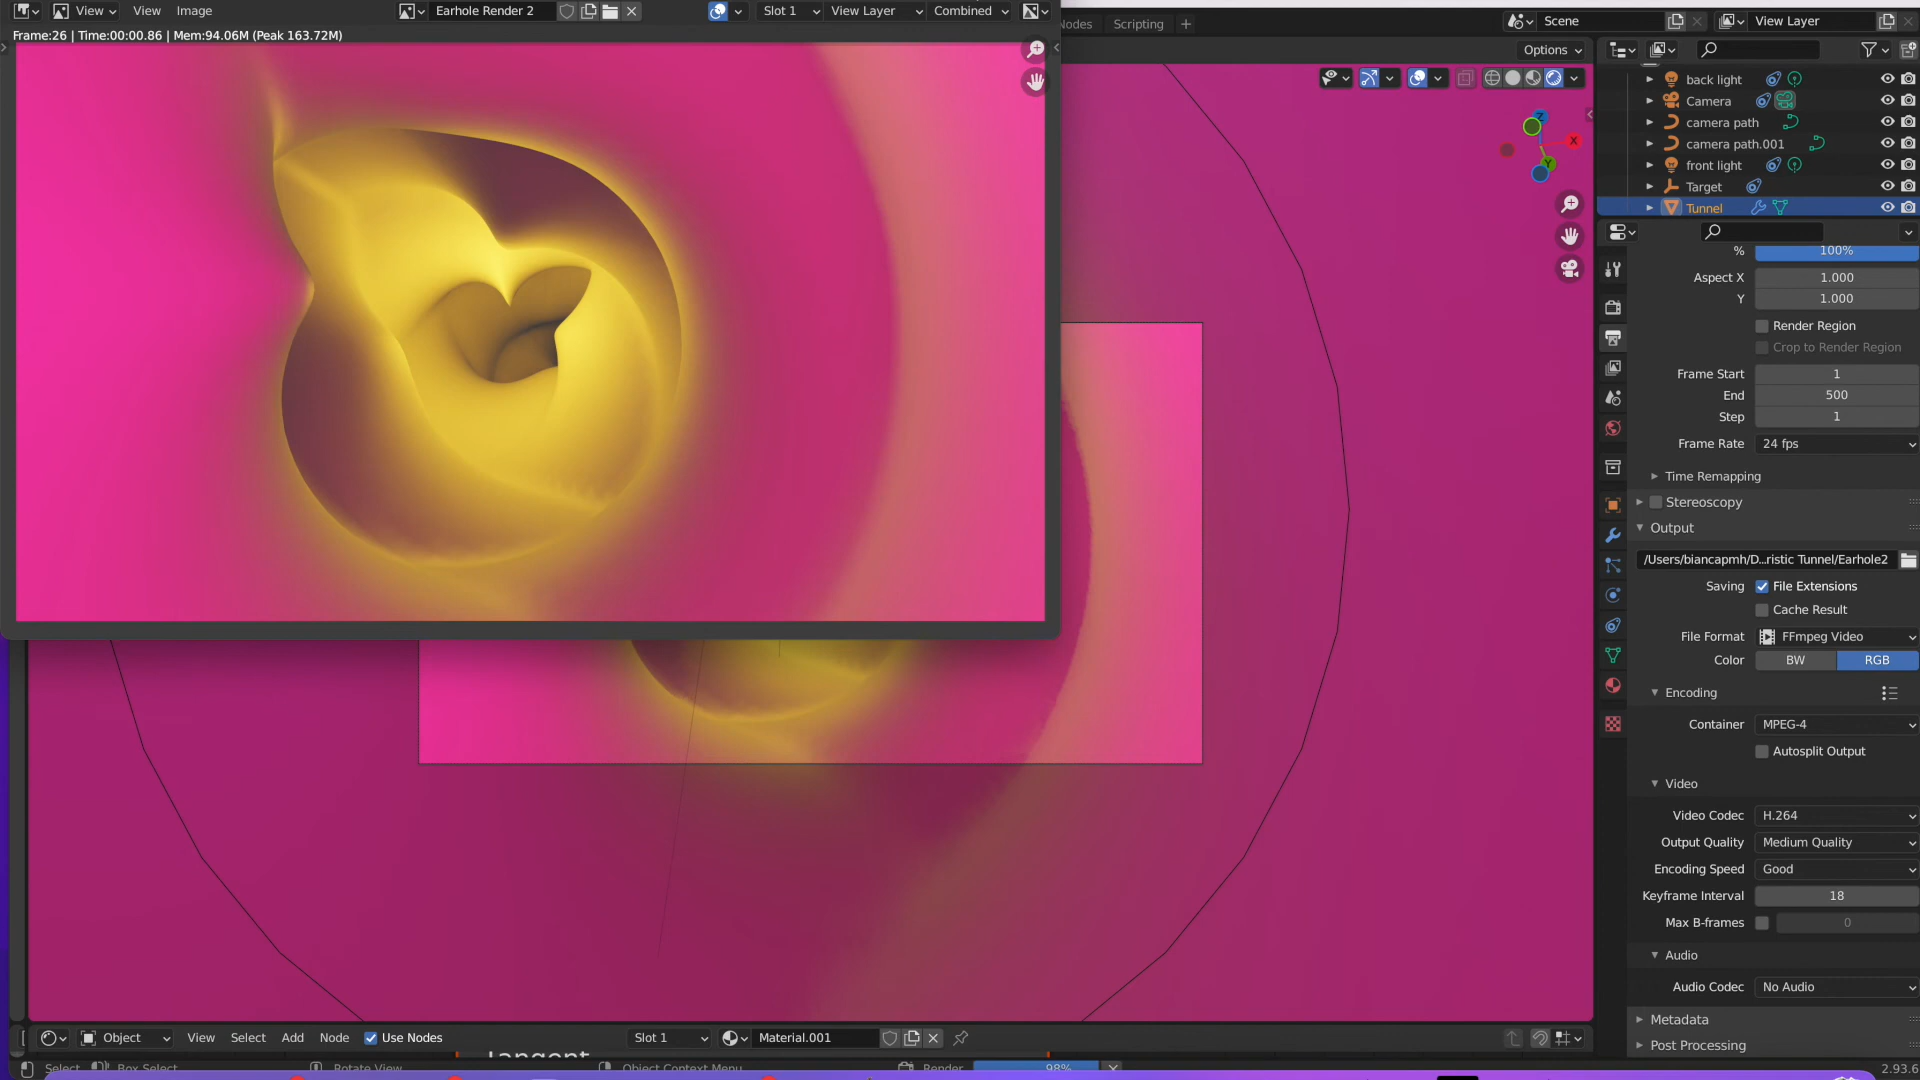 View View Image Earhole Render 2 Slot 1 View Layer Combined
Frame:26 | Time:00:00.86 | Mem:94.06M (Peak 163.72M)
Nodes Scripting + Scene View Layer
Options
back light
Camera
camera path
camera path.001
front light
Target
Tunnel
X
Y
Z
% 100%
Aspect X 1.000
Y 1.000
Render Region
Crop to Render Region
Frame Start 1
End 500
Step 1
Frame Rate 24 fps
Time Remapping
Stereoscopy
Output
/Users/biancapmh/D...ristic Tunnel/Earhole2
Saving File Extensions
Cache Result
File Format FFmpeg Video
Color BW RGB
Encoding
Container MPEG-4
Autosplit Output
Video
Video Codec H.264
Output Quality Medium Quality
Encoding Speed Good
Keyframe Interval 18
Max B-frames 0
Audio
Audio Codec No Audio
Metadata
Post Processing
Object View Select Add Node Use Nodes Slot 1 Material.001
Tangent
Select Box Select Rotate View Object Context Menu Render 98% 2.93.6